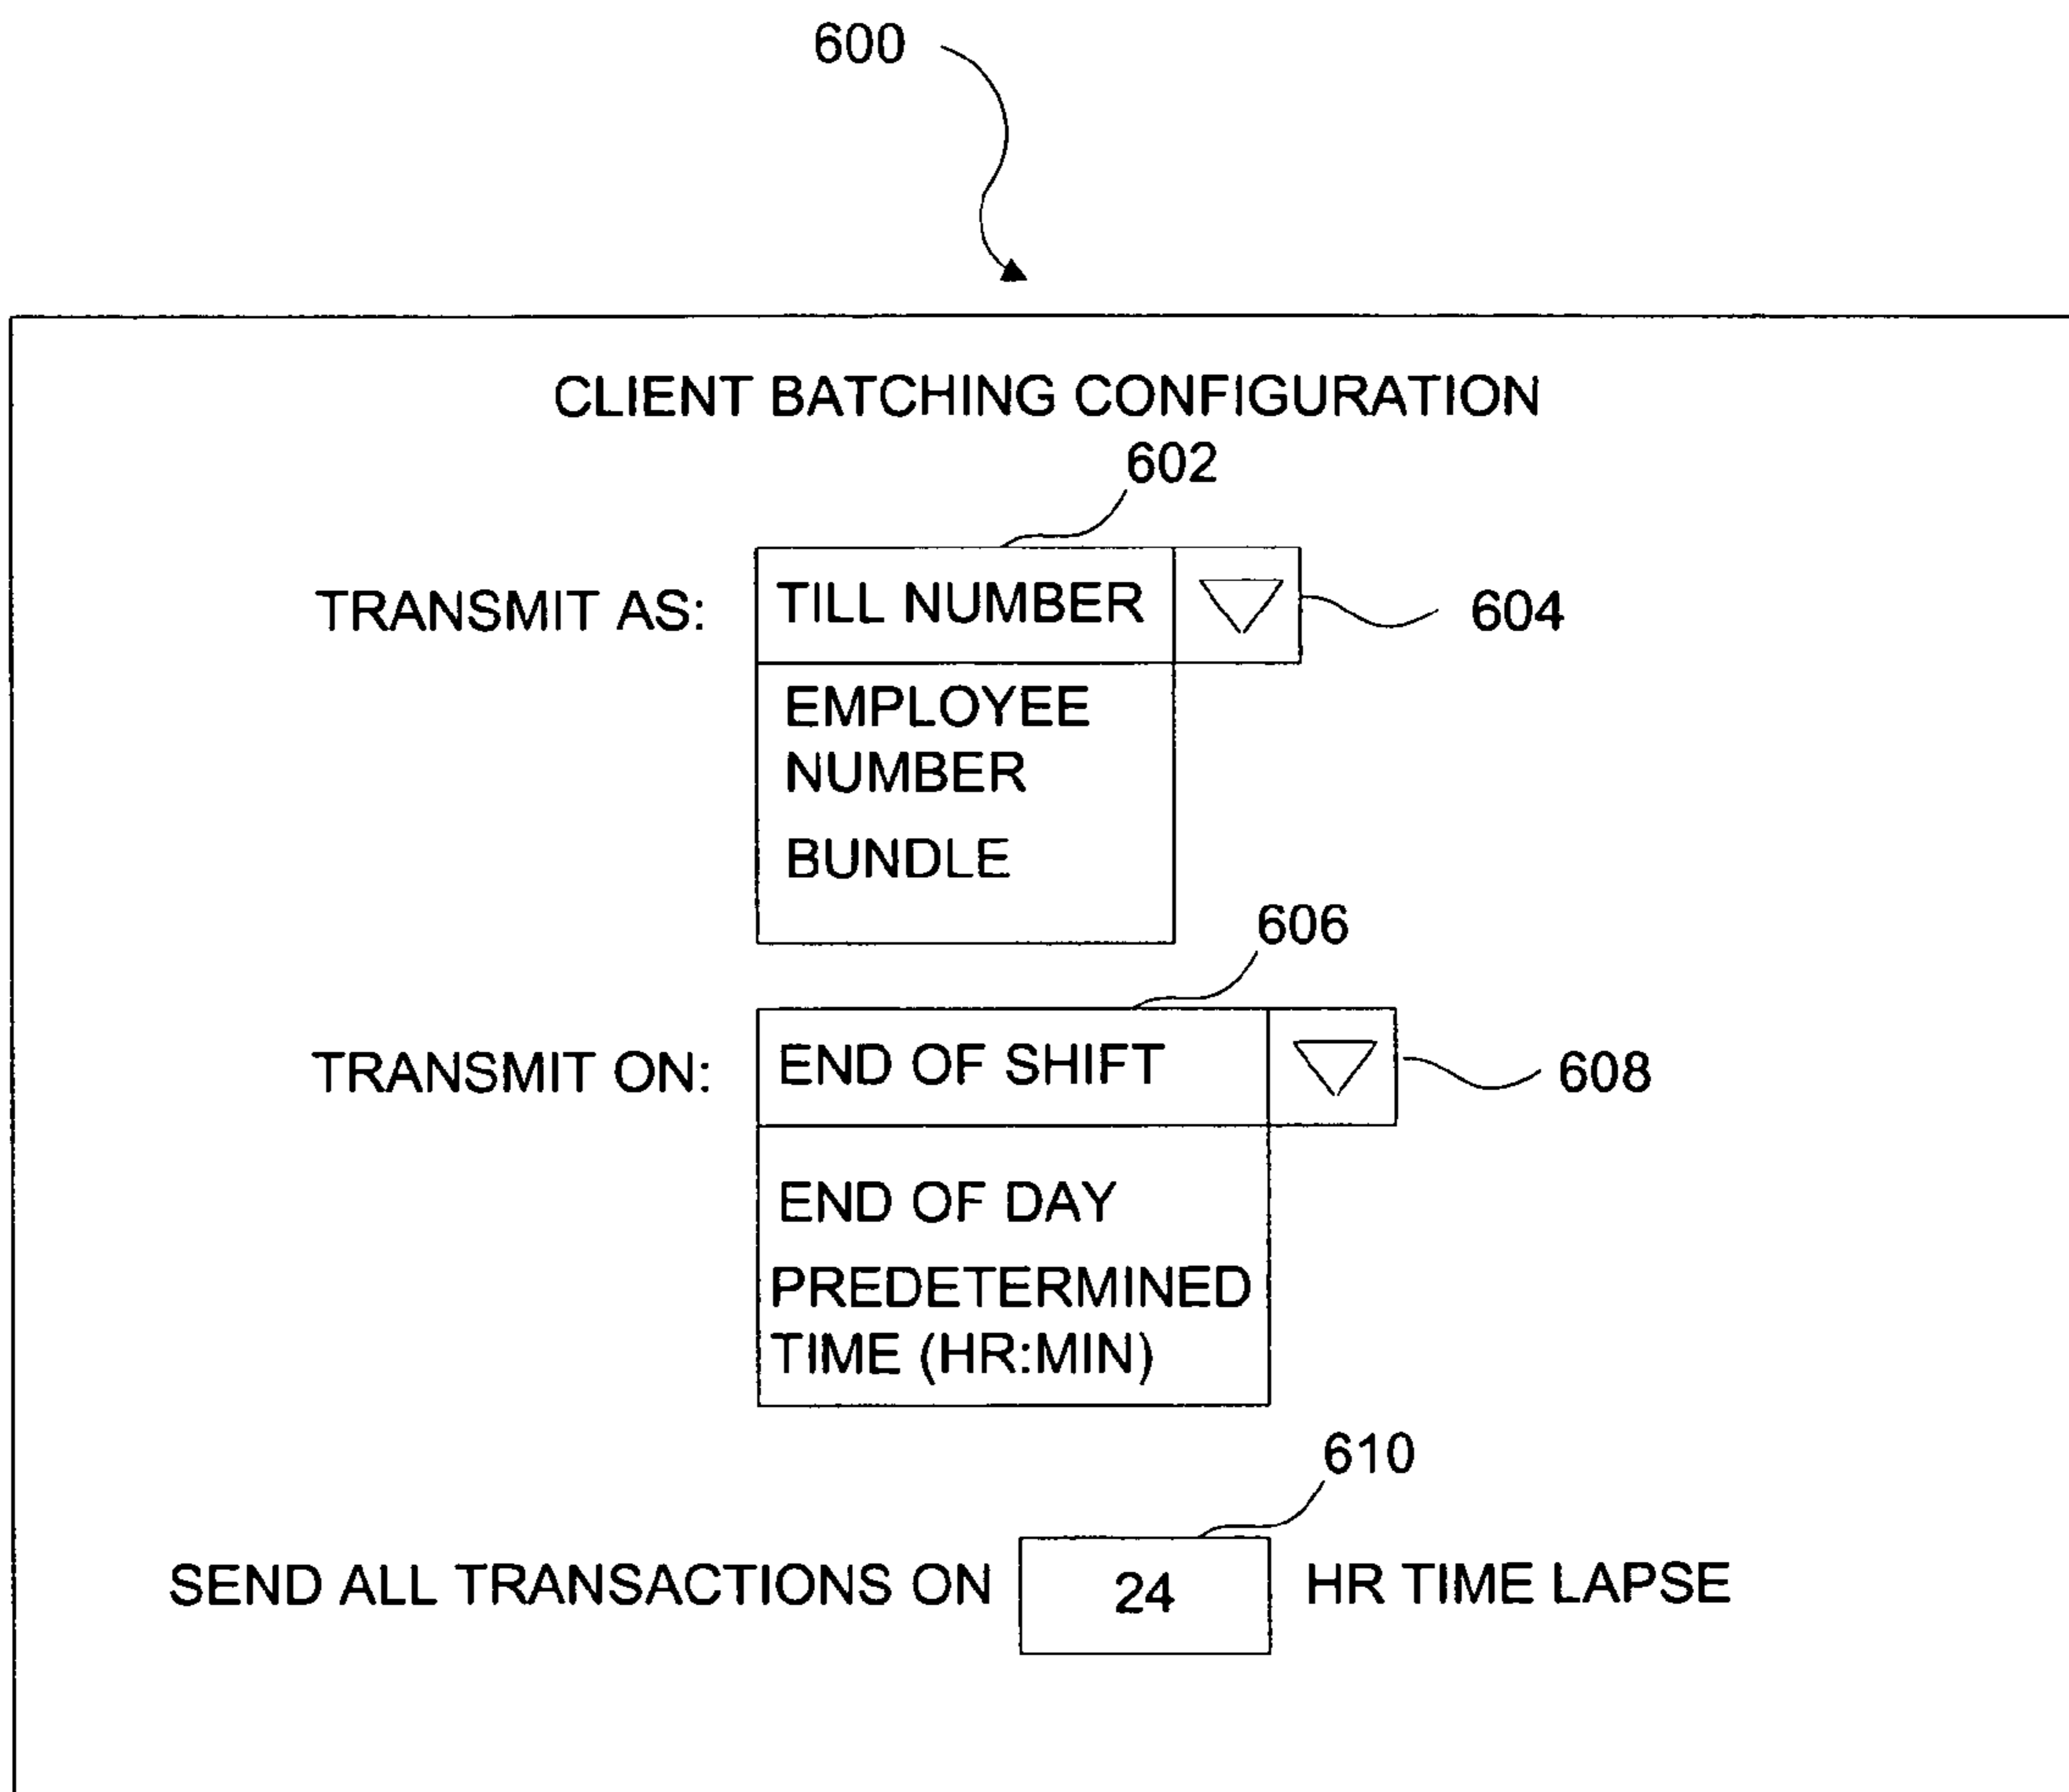 600
CLIENT BATCHING CONFIGURATION
602
TRANSMIT AS: TILL NUMBER 604
EMPLOYEE
NUMBER
BUNDLE
606
TRANSMIT ON: END OF SHIFT 608
END OF DAY
PREDETERMINED
TIME (HR:MIN)
610
SEND ALL TRANSACTIONS ON 24 HR TIME LAPSE